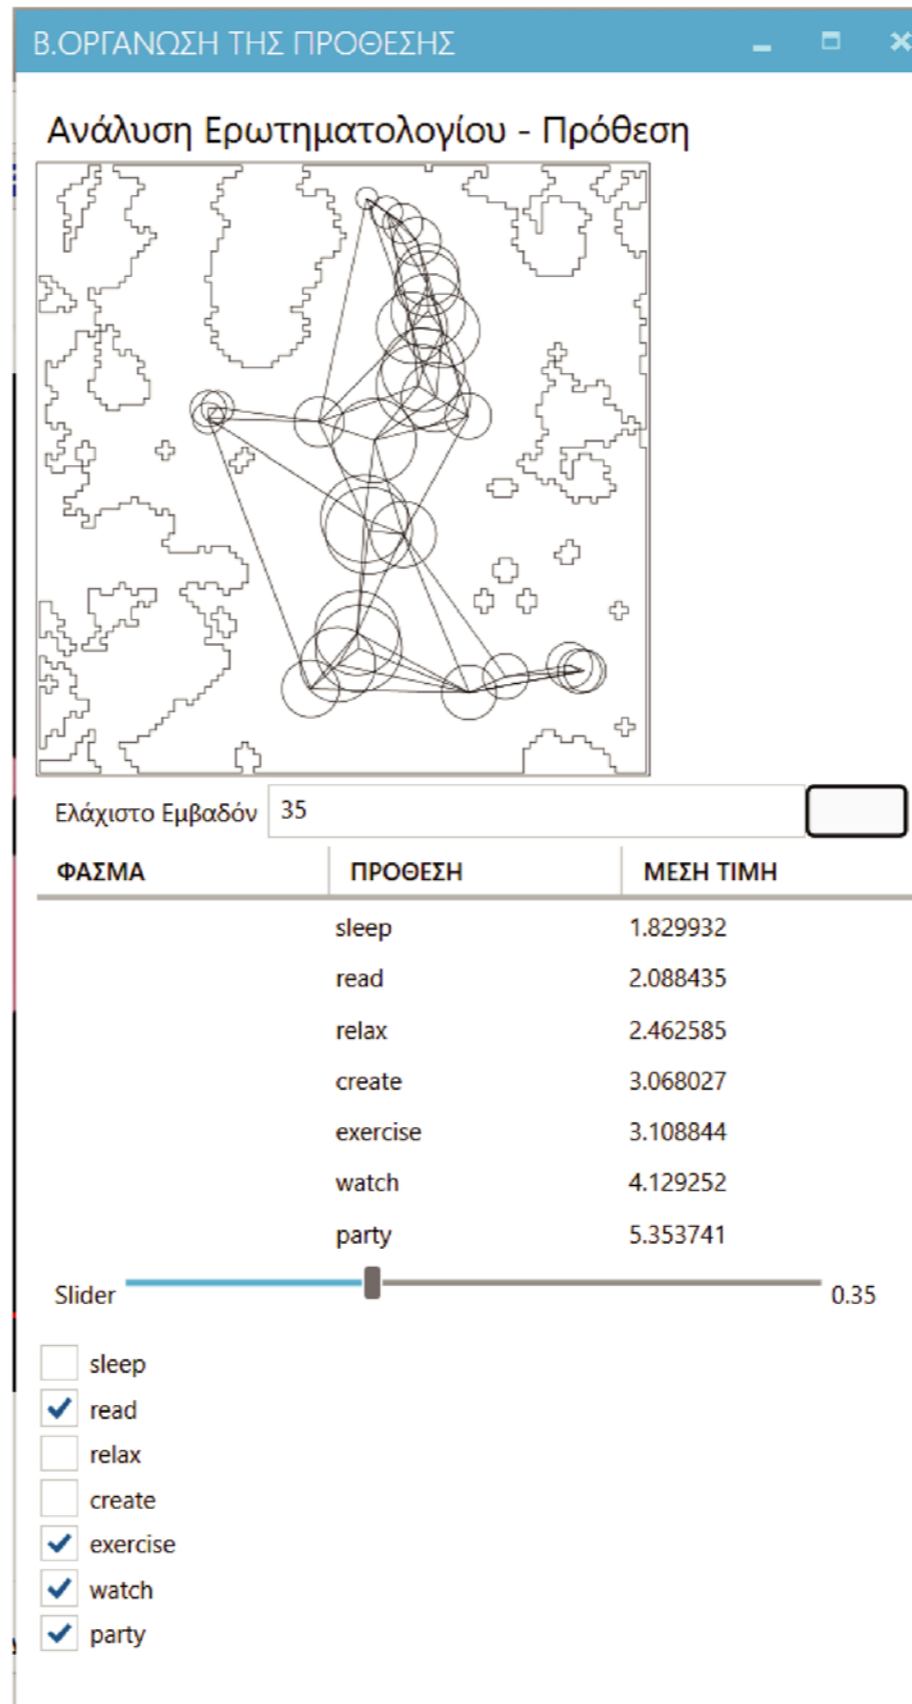 Β.ΟΡΓΑΝΩΣΗ ΤΗΣ ΠΡΟΘΕΣΗΣ
Ανάλυση Ερωτηματολογίου - Πρόθεση
Ελάχιστο Εμβαδόν 35
ΦΑΣΜΑ ΠΡΟΘΕΣΗ ΜΕΣΗ ΤΙΜΗ
sleep 1.829932
read 2.088435
relax 2.462585
create 3.068027
exercise 3.108844
watch 4.129252
party 5.353741
Slider 0.35
sleep
read
relax
create
exercise
watch
party